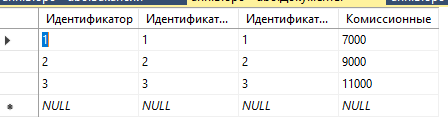 Идентификатор Идентификат... Идентификат... Комиссионные
1 1 1 7000
2 2 2 9000
3 3 3 11000
NULL NULL NULL NULL